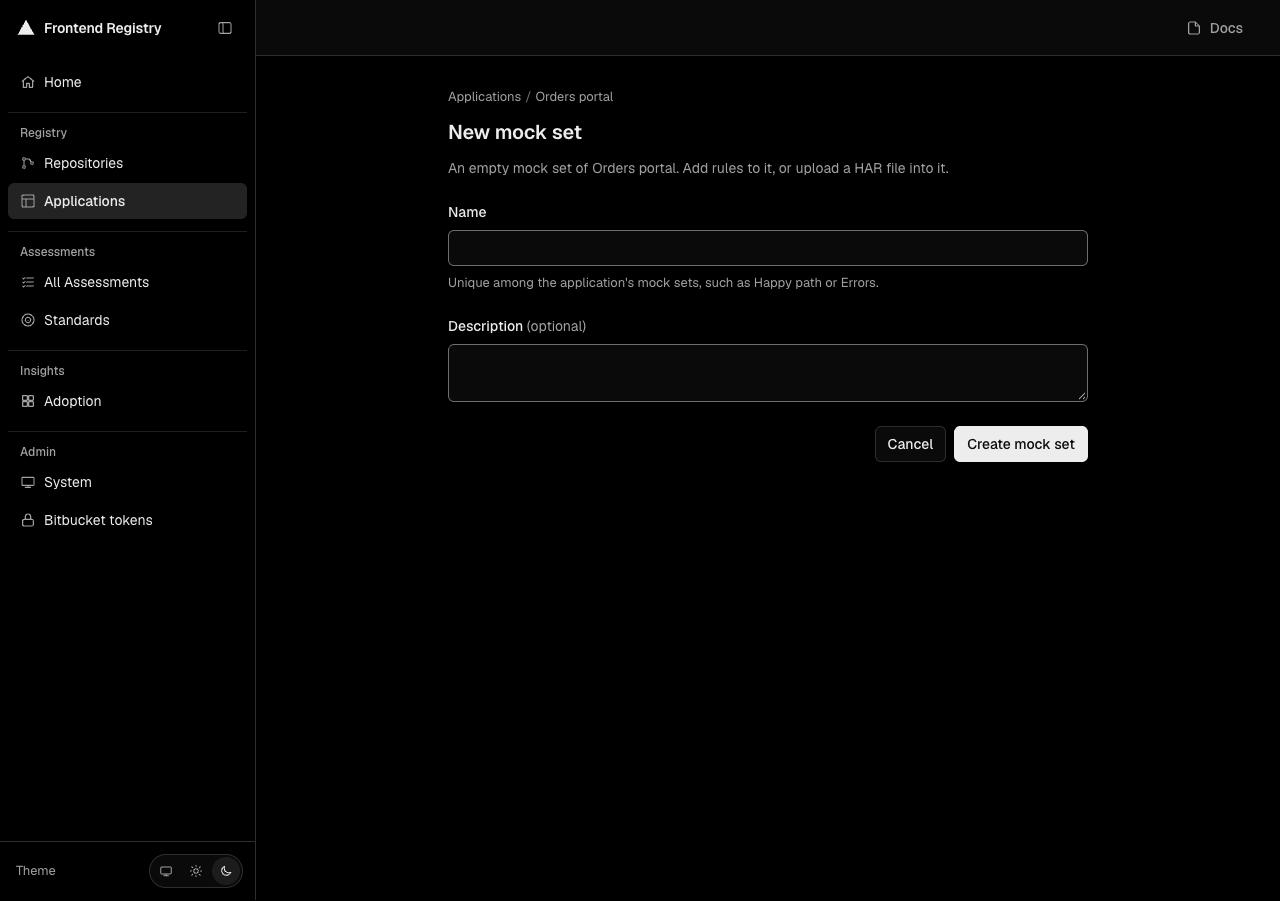 Frontend Registry
Docs
Home
Registry
Repositories
Applications
Assessments
All Assessments
Standards
Insights
Adoption
Admin
System
Bitbucket tokens
Theme
Applications / Orders portal
New mock set
An empty mock set of Orders portal. Add rules to it, or upload a HAR file into it.
Name
Unique among the application's mock sets, such as Happy path or Errors.
Description (optional)
Cancel
Create mock set